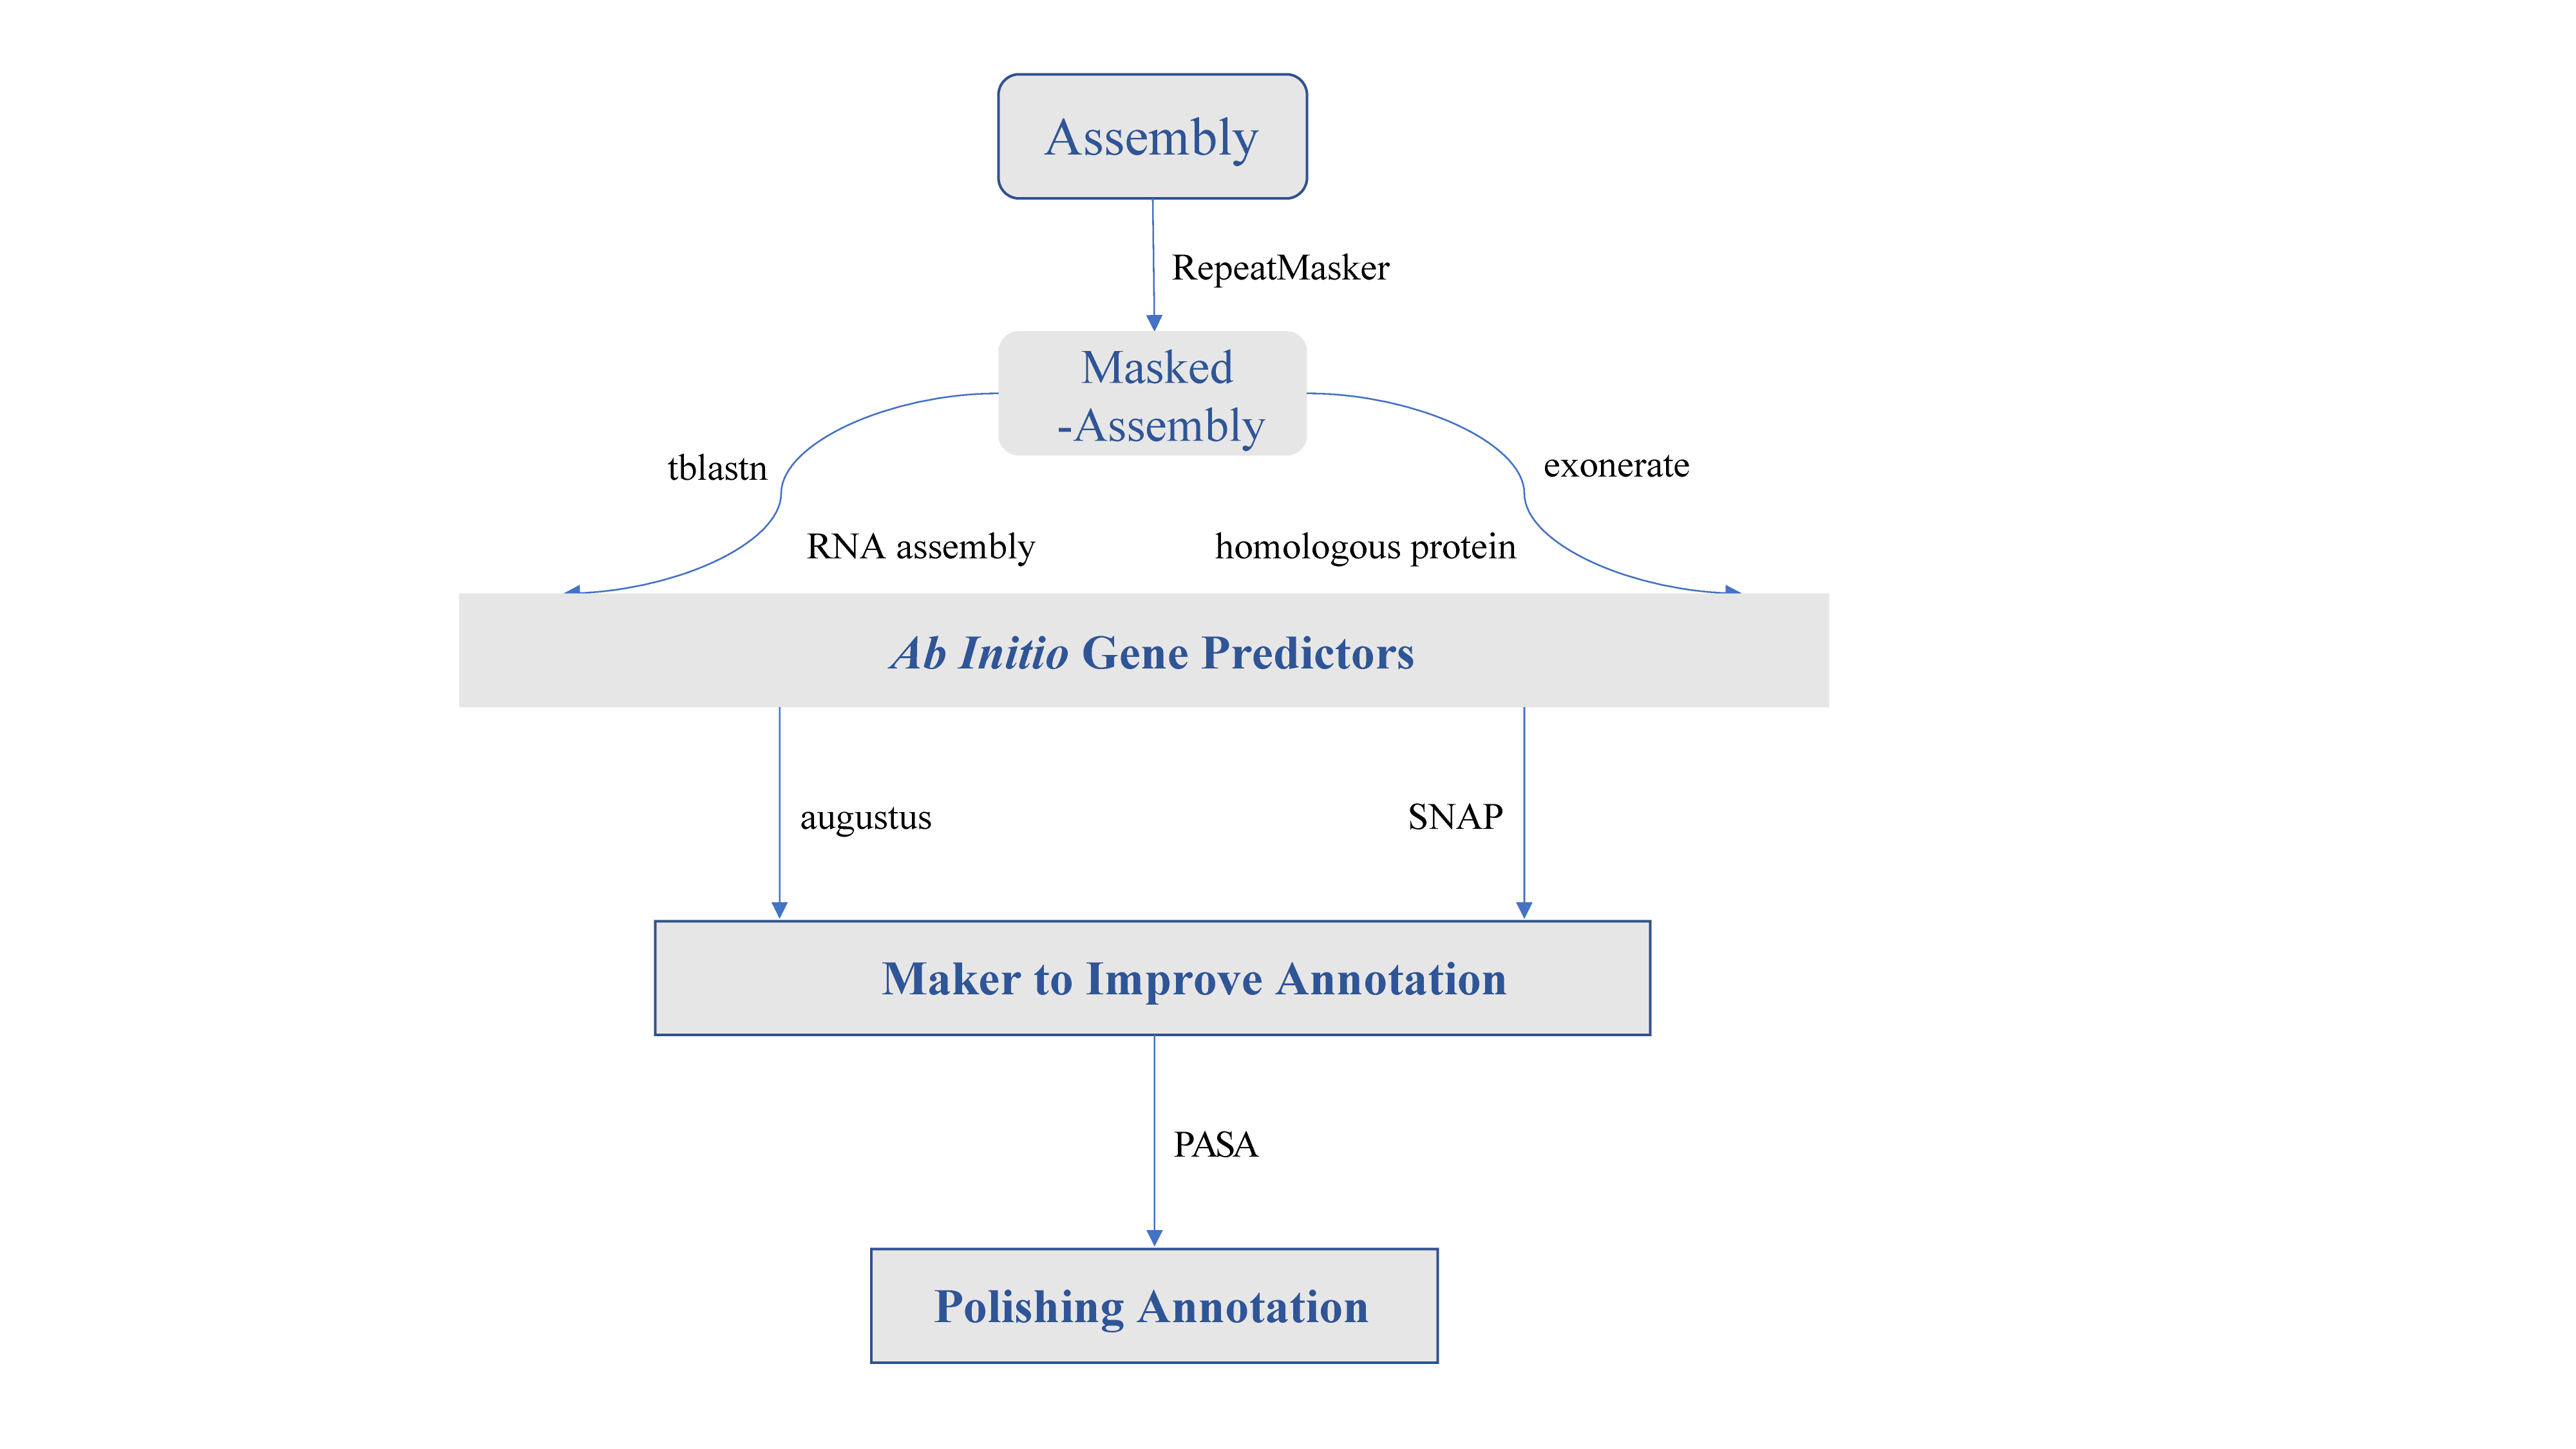 Assembly
RepeatMasker
Masked
-Assembly
tblastn
exonerate
RNA assembly
homologous protein
Ab Initio Gene Predictors
augustus
SNAP
Maker to Improve Annotation
PASA
Polishing Annotation